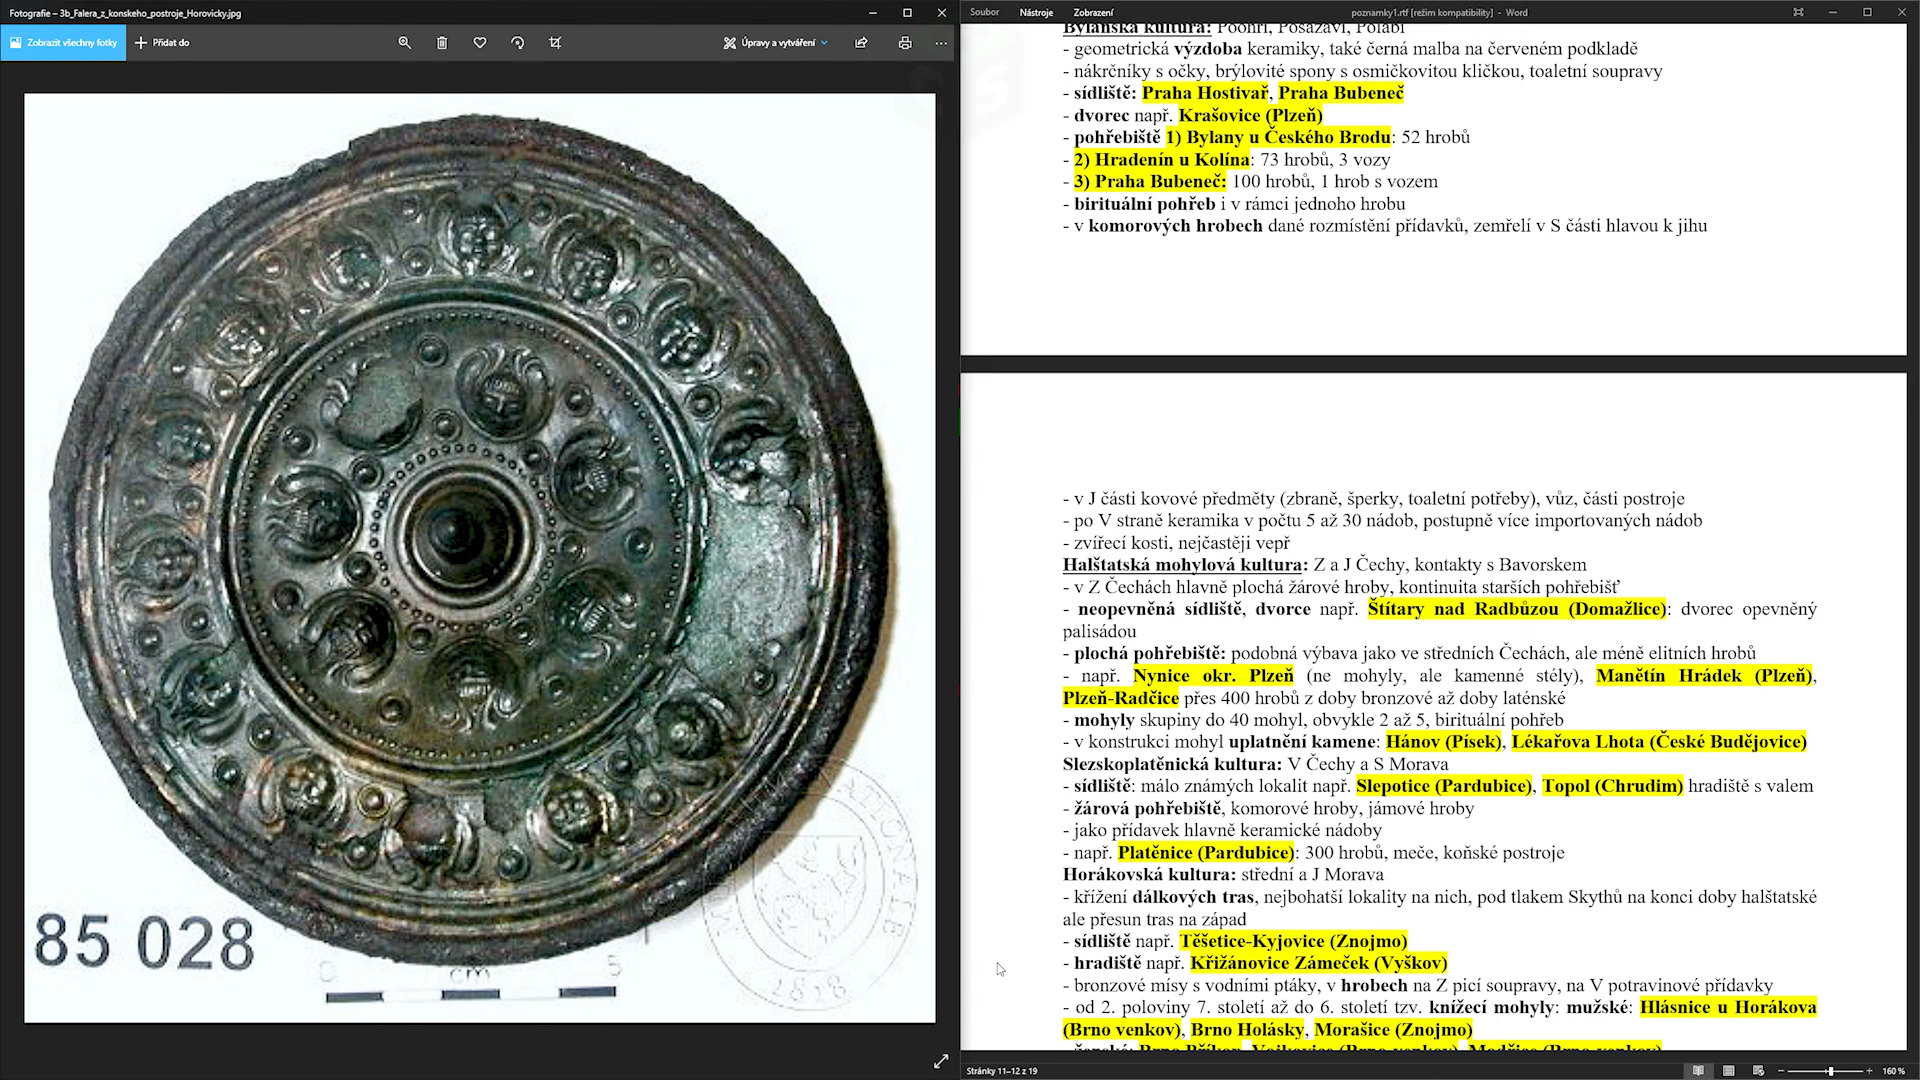 Fotografie – 3b_Falera_z_konskeho_postroje_Horovicky.jpg
Zobrazit všechny fotky
Přidat do
Úpravy a vytváření
85 028
0 cm 5
1818
Soubor
Nástroje
Zobrazení
poznamky1.rtf [režim kompatibility] - Word
Bylanská kultura: Poohří, Posázaví, Polabí
- geometrická výzdoba keramiky, také černá malba na červeném podkladě
- nákrčníky s očky, brýlovité spony s osmičkovitou kličkou, toaletní soupravy
- sídliště: Praha Hostivař, Praha Bubeneč
- dvorec např. Krašovice (Plzeň)
- pohřebiště 1) Bylany u Českého Brodu: 52 hrobů
- 2) Hradenín u Kolína: 73 hrobů, 3 vozy
- 3) Praha Bubeneč: 100 hrobů, 1 hrob s vozem
- birituální pohřeb i v rámci jednoho hrobu
- v komorových hrobech dané rozmístění přídavků, zemřelí v S části hlavou k jihu
- v J části kovové předměty (zbraně, šperky, toaletní potřeby), vůz, části postroje
- po V straně keramika v počtu 5 až 30 nádob, postupně více importovaných nádob
- zvířecí kosti, nejčastěji vepř
Halštatská mohylová kultura: Z a J Čechy, kontakty s Bavorskem
- v Z Čechách hlavně plochá žárové hroby, kontinuita starších pohřebišť
- neopevněná sídliště, dvorce např. Štítary nad Radbůzou (Domažlice): dvorec opevněný
palisádou
- plochá pohřebiště: podobná výbava jako ve středních Čechách, ale méně elitních hrobů
- např. Nynice okr. Plzeň (ne mohyly, ale kamenné stély), Manětín Hrádek (Plzeň),
Plzeň-Radčice přes 400 hrobů z doby bronzové až doby laténské
- mohyly skupiny do 40 mohyl, obvykle 2 až 5, birituální pohřeb
- v konstrukci mohyl uplatnění kamene: Hánov (Písek), Lékařova Lhota (České Budějovice)
Slezskoplatěnická kultura: V Čechy a S Morava
- sídliště: málo známých lokalit např. Slepotice (Pardubice), Topol (Chrudim) hradiště s valem
- žárová pohřebiště, komorové hroby, jámové hroby
- jako přídavek hlavně keramické nádoby
- např. Platěnice (Pardubice): 300 hrobů, meče, koňské postroje
Horákovská kultura: střední a J Morava
- křížení dálkových tras, nejbohatší lokality na nich, pod tlakem Skythů na konci doby halštatské
ale přesun tras na západ
- sídliště např. Těšetice-Kyjovice (Znojmo)
- hradiště např. Křižánovice Zámeček (Vyškov)
- bronzové mísy s vodními ptáky, v hrobech na Z picí soupravy, na V potravinové přídavky
- od 2. poloviny 7. století až do 6. století tzv. knížecí mohyly: mužské: Hlásnice u Horákova
(Brno venkov), Brno Holásky, Morašice (Znojmo)
Stránky 11–12 z 19
160 %